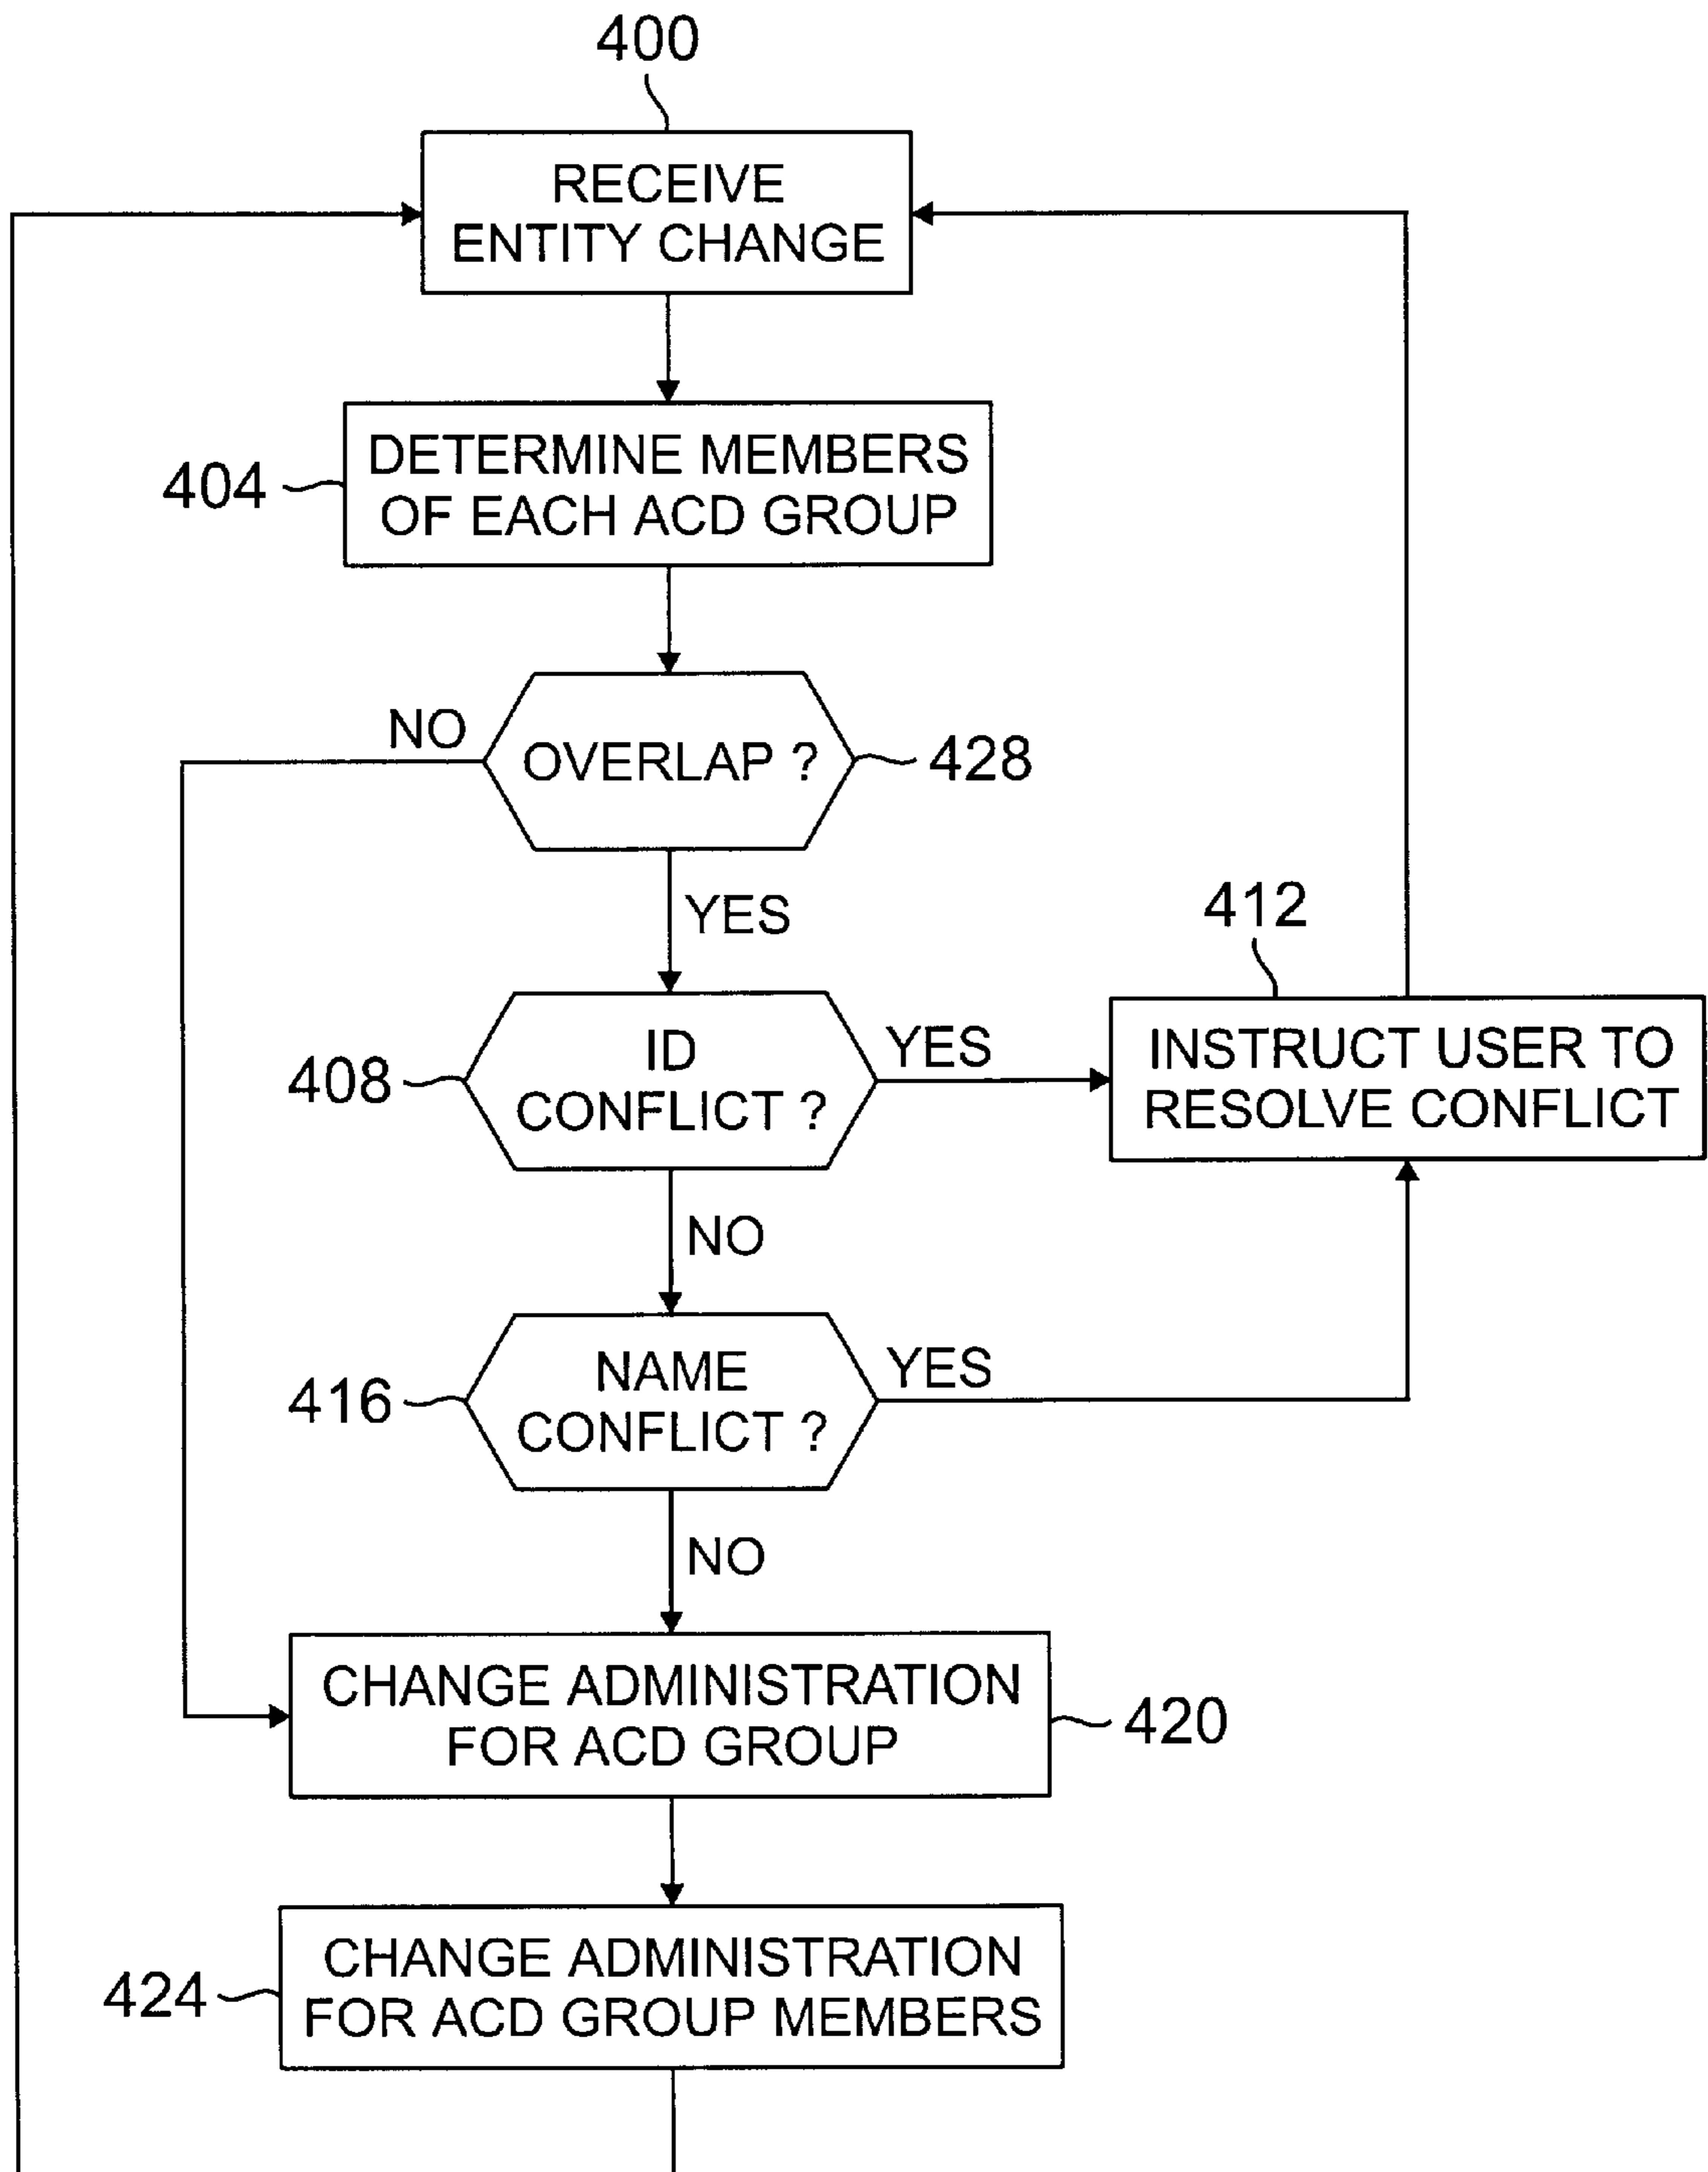 400
RECEIVE
ENTITY CHANGE
DETERMINE MEMBERS
OF EACH ACD GROUP
404
NO
OVERLAP ?
428
YES
412
ID
CONFLICT ?
408
YES
INSTRUCT USER TO
RESOLVE CONFLICT
NO
NAME
CONFLICT ?
416
YES
NO
CHANGE ADMINISTRATION
FOR ACD GROUP
420
CHANGE ADMINISTRATION
FOR ACD GROUP MEMBERS
424